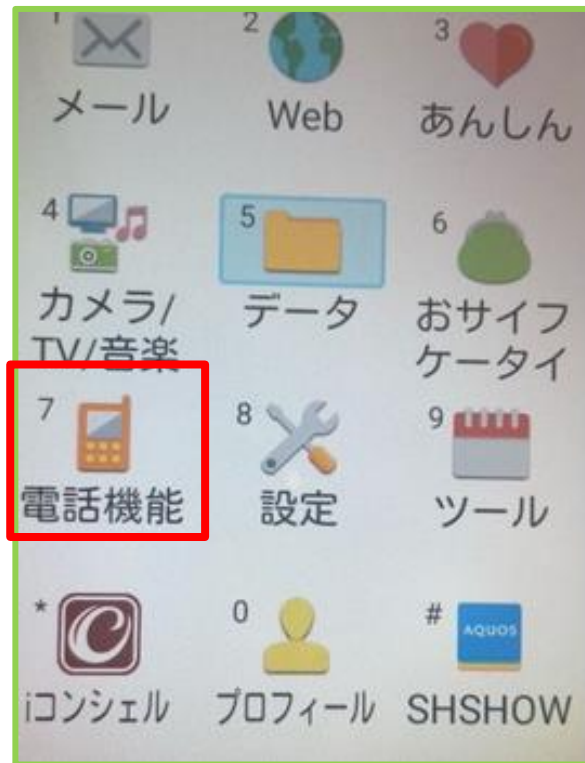 1 2 3
メール Web あんしん
4 5 6
カメラ/ データ おサイフ
TV/音楽 ケータイ
7 8 9
電話機能 設定 ツール
* 0 #
AQUOS
iコンシェル プロフィール SHSHOW